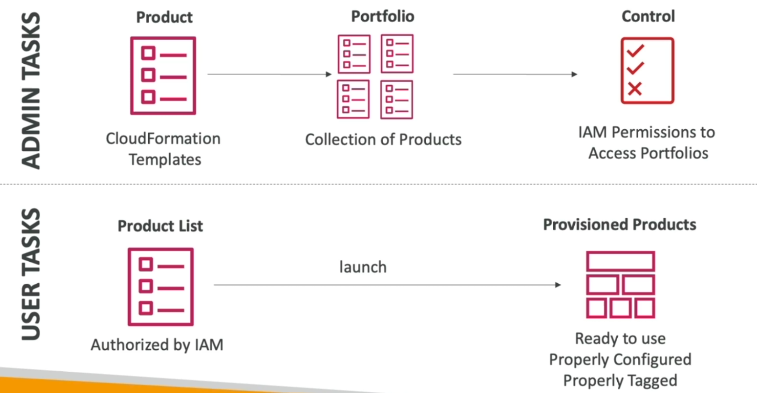 ADMIN TASKS
Product
Portfolio
Control
CloudFormation
Templates
Collection of Products
IAM Permissions to
Access Portfolios
USER TASKS
Product List
Provisioned Products
launch
Authorized by IAM
Ready to use
Properly Configured
Properly Tagged